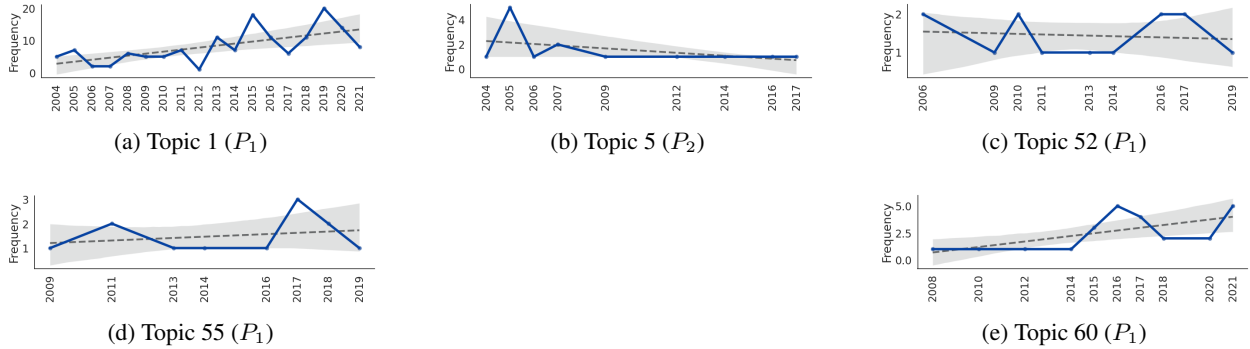 Frequency
20
10
0
2004 2005 2006 2007 2008 2009 2010 2011 2012 2013 2014 2015 2016 2017 2018 2019 2020 2021
(a) Topic 1 (P₁)
Frequency
4
2
0
2004 2005 2006 2007 2009 2012 2014 2016 2017
(b) Topic 5 (P₂)
Frequency
2
1
2006 2009 2010 2011 2013 2014 2016 2017 2019
(c) Topic 52 (P₁)
Frequency
3
2
1
2009 2011 2013 2014 2016 2017 2018 2019
(d) Topic 55 (P₁)
Frequency
5.0
2.5
0.0
2008 2010 2012 2014 2015 2016 2017 2018 2020 2021
(e) Topic 60 (P₁)